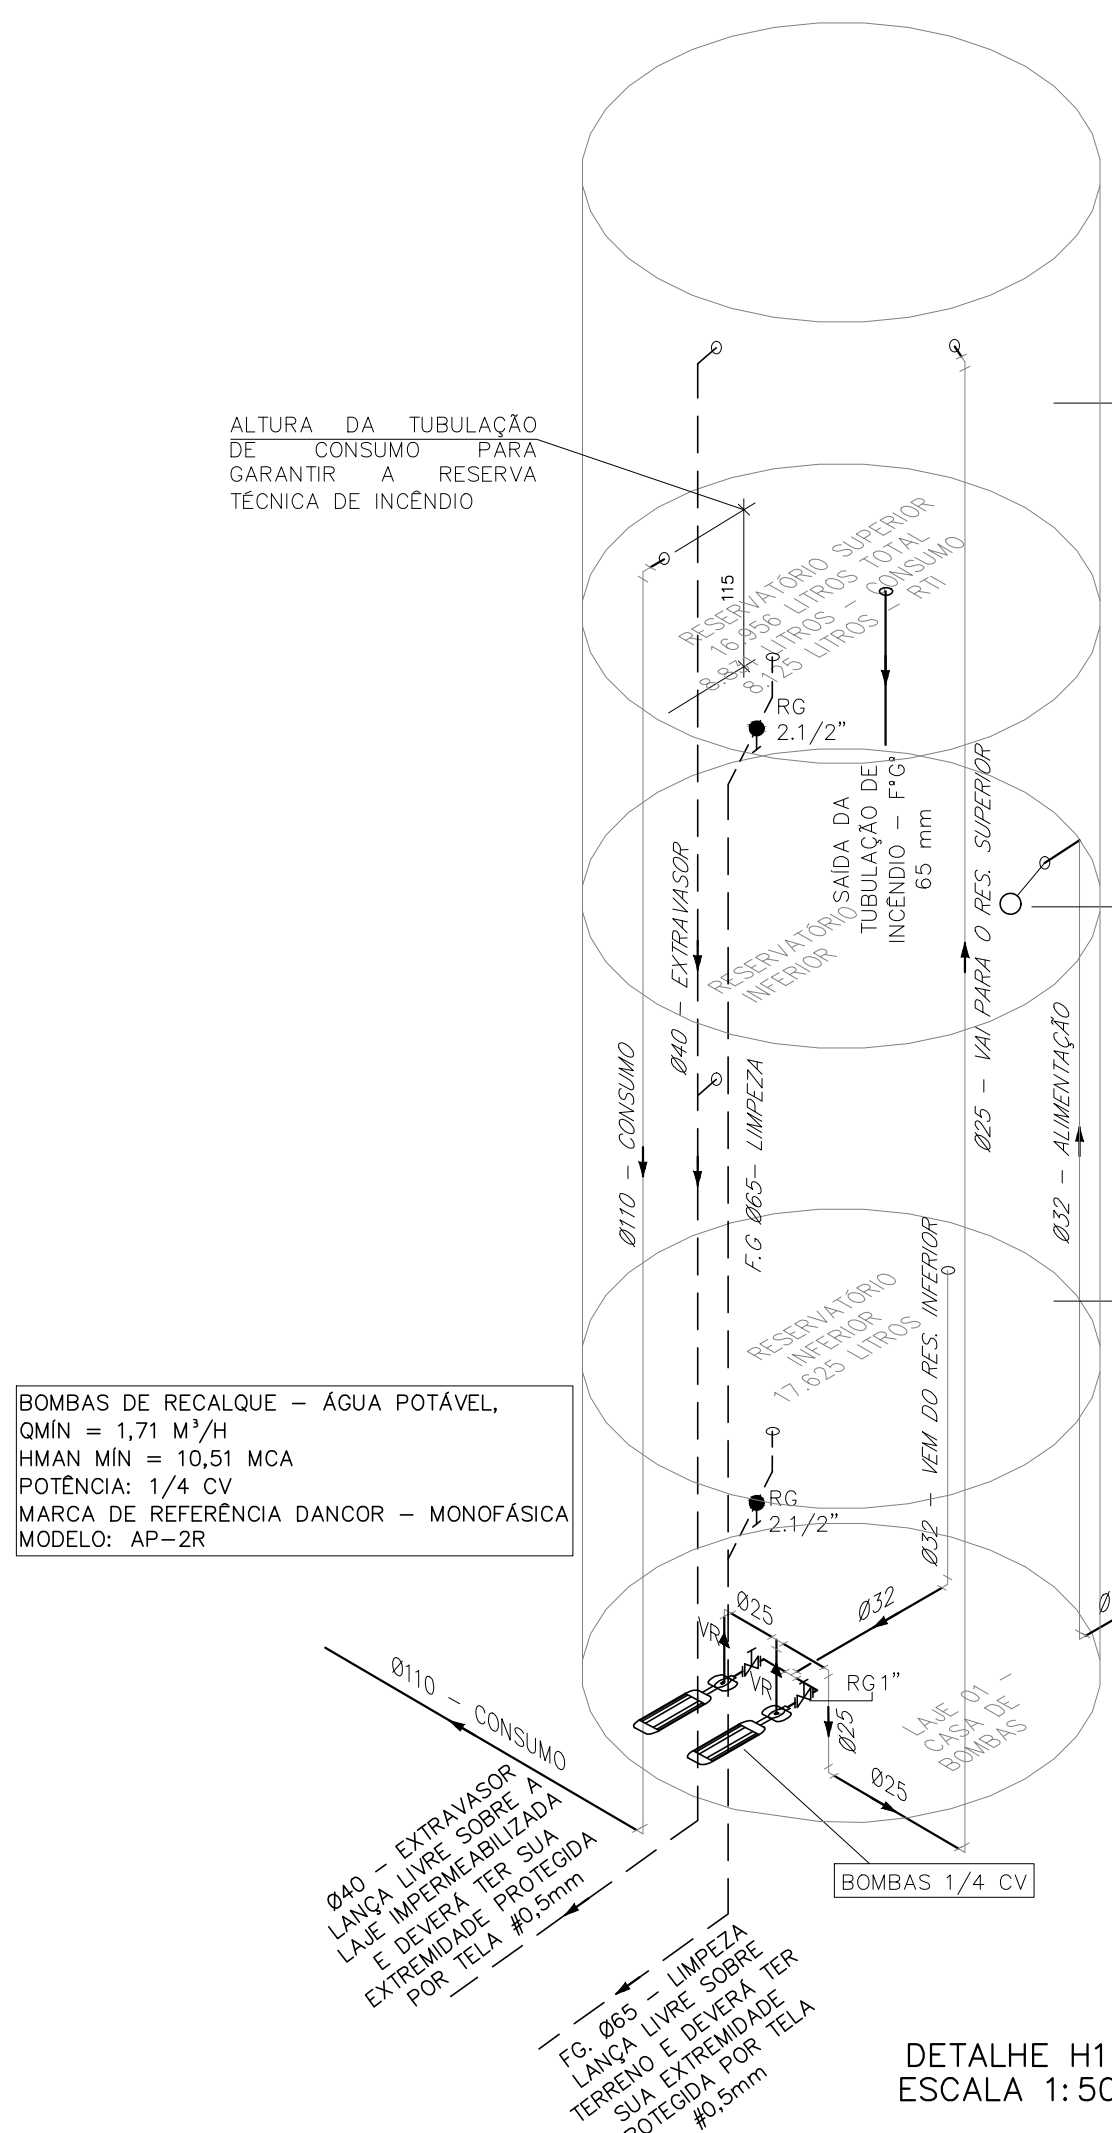 ALTURA DA TUBULAÇÃO
DE CONSUMO PARA
GARANTIR A RESERVA
TÉCNICA DE INCÊNDIO
RESERVATÓRIO SUPERIOR
16.956 LITROS TOTAL
LITROS - CONSUMO
8.125 LITROS - RTI
115
RG
2.1/2"
SAÍDA DA
TUBULAÇÃO DE
INCÊNDIO - FºGº
65 mm
Ø40 - EXTRAVASOR
RESERVATÓRIO
INFERIOR
Ø25 - VAI PARA O RES. SUPERIOR
Ø32 - ALIMENTAÇÃO
Ø110 - CONSUMO
F.G Ø65- LIMPEZA
RESERVATÓRIO
INFERIOR
17.625 LITROS
Ø32 - VEM DO RES. INFERIOR
BOMBAS DE RECALQUE - ÁGUA POTÁVEL,
QMÍN = 1,71 M³/H
HMAN MÍN = 10,51 MCA
POTÊNCIA: 1/4 CV
MARCA DE REFERÊNCIA DANCOR - MONOFÁSICA
MODELO: AP-2R
RG
2.1/2"
Ø25
Ø32
VR
VR
RG1"
Ø25
Ø25
LAJE 01 -
CASA DE
BOMBAS
Ø
Ø110 - CONSUMO
BOMBAS 1/4 CV
Ø40 - EXTRAVASOR
LANÇA LIVRE SOBRE A
LAJE IMPERMEABILIZADA
E DEVERÁ TER SUA
EXTREMIDADE PROTEGIDA
POR TELA #0,5mm
FG. Ø65 - LIMPEZA
LANÇA LIVRE SOBRE
TERRENO E DEVERÁ TER
SUA EXTREMIDADE
ROTEGIDA POR TELA
#0,5mm
DETALHE H1
ESCALA 1:50